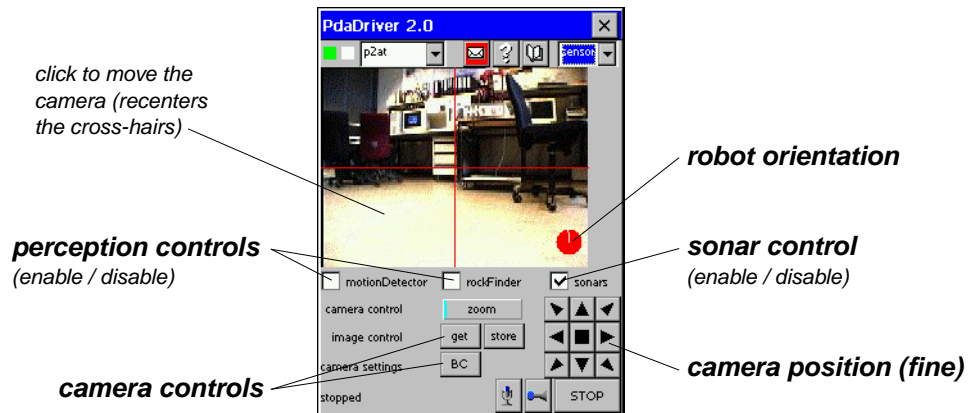 PdaDriver 2.0
p2at
?
sensor
click to move the
camera (recenters
the cross-hairs)
robot orientation
perception controls
(enable / disable)
sonar control
(enable / disable)
motionDetector
rockFinder
sonars
camera control
zoom
image control
get
store
camera position (fine)
camera settings
BC
camera controls
stopped
STOP